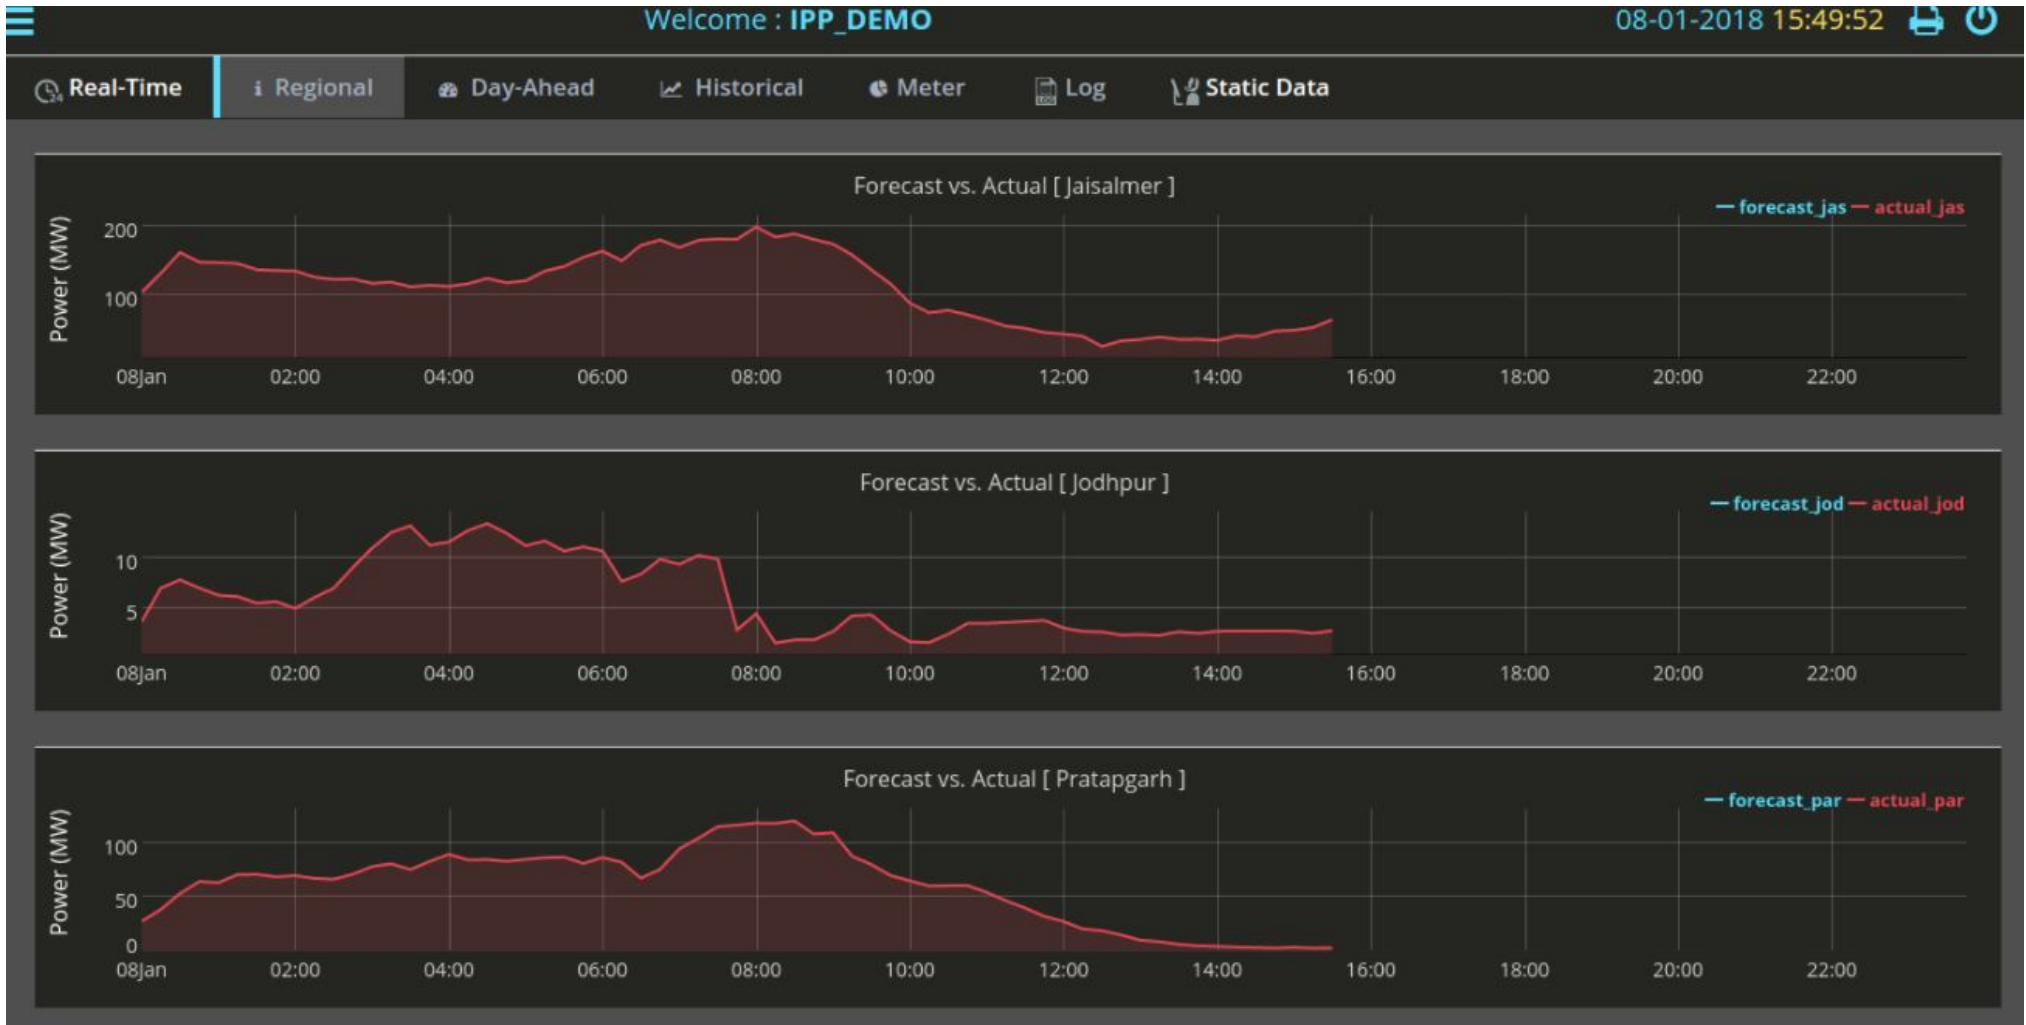 Welcome : IPP_DEMO
08-01-2018 15:49:52
24 Real-Time
i Regional
Day-Ahead
Historical
Meter
LOG Log
Static Data
Forecast vs. Actual [ Jaisalmer ]
forecast_jas actual_jas
Power (MW)
200
100
08Jan 02:00 04:00 06:00 08:00 10:00 12:00 14:00 16:00 18:00 20:00 22:00
Forecast vs. Actual [ Jodhpur ]
forecast_jod actual_jod
Power (MW)
10
5
08Jan 02:00 04:00 06:00 08:00 10:00 12:00 14:00 16:00 18:00 20:00 22:00
Forecast vs. Actual [ Pratapgarh ]
forecast_par actual_par
Power (MW)
100
50
0
08Jan 02:00 04:00 06:00 08:00 10:00 12:00 14:00 16:00 18:00 20:00 22:00